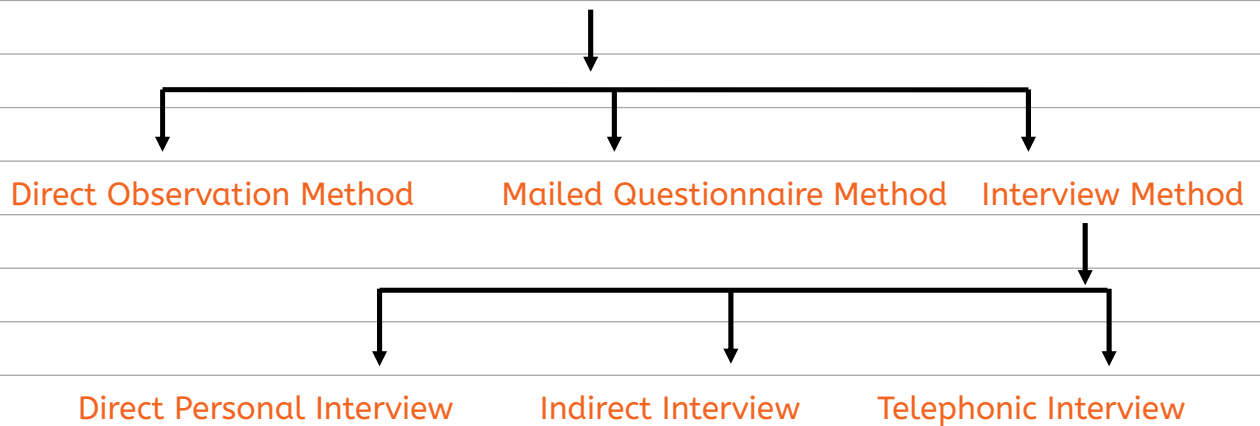 Direct Observation Method Mailed Questionnaire Method Interview Method
Direct Personal Interview Indirect Interview Telephonic Interview